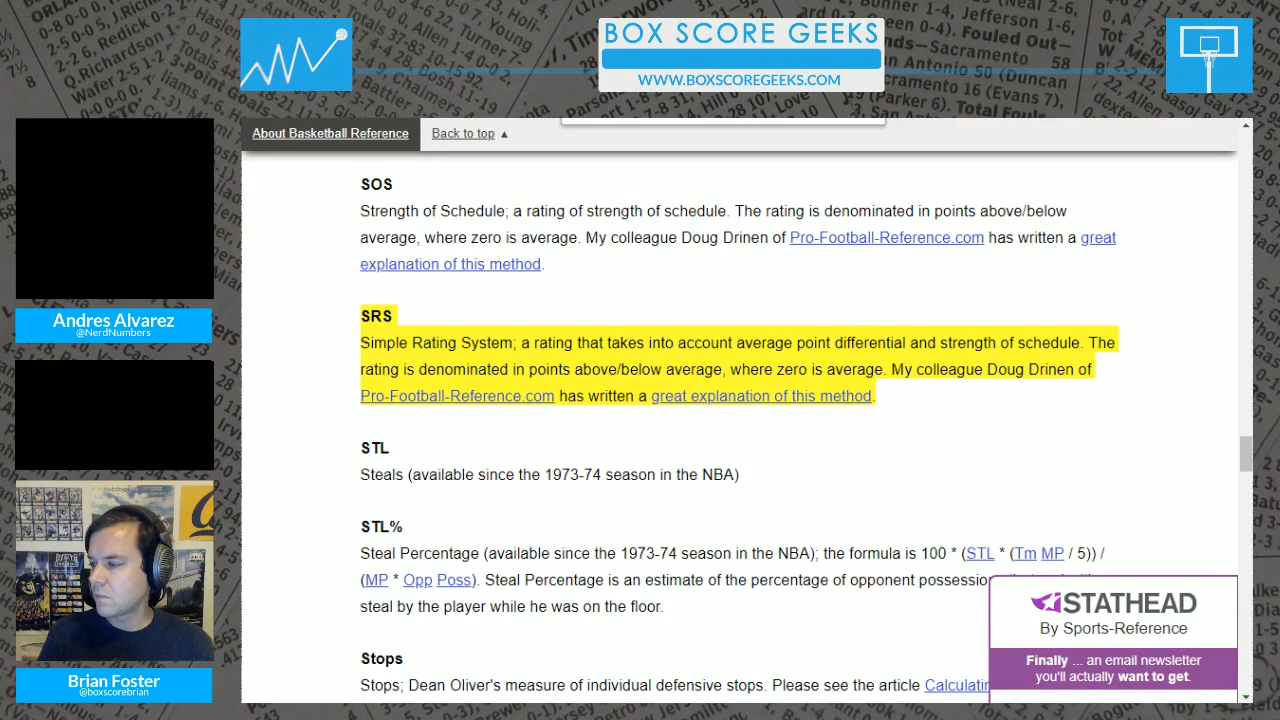 BOX SCORE GEEKS
WWW.BOXSCOREGEEKS.COM
About Basketball Reference
Back to top ▲
SOS
Strength of Schedule; a rating of strength of schedule. The rating is denominated in points above/below
average, where zero is average. My colleague Doug Drinen of Pro-Football-Reference.com has written a great
explanation of this method.
SRS
Simple Rating System; a rating that takes into account average point differential and strength of schedule. The
rating is denominated in points above/below average, where zero is average. My colleague Doug Drinen of
Pro-Football-Reference.com has written a great explanation of this method.
STL
Steals (available since the 1973-74 season in the NBA)
STL%
Steal Percentage (available since the 1973-74 season in the NBA); the formula is 100 * (STL * (Tm MP / 5)) /
(MP * Opp Poss). Steal Percentage is an estimate of the percentage of opponent
steal by the player while he was on the floor.
Stops
Stops; Dean Oliver's measure of individual defensive stops. Please see the article
STATHEAD
By Sports-Reference
Finally ... an email newsletter
you'll actually want to get.
Andres Alvarez
@NerdNumbers
Brian Foster
@boxscorebrian